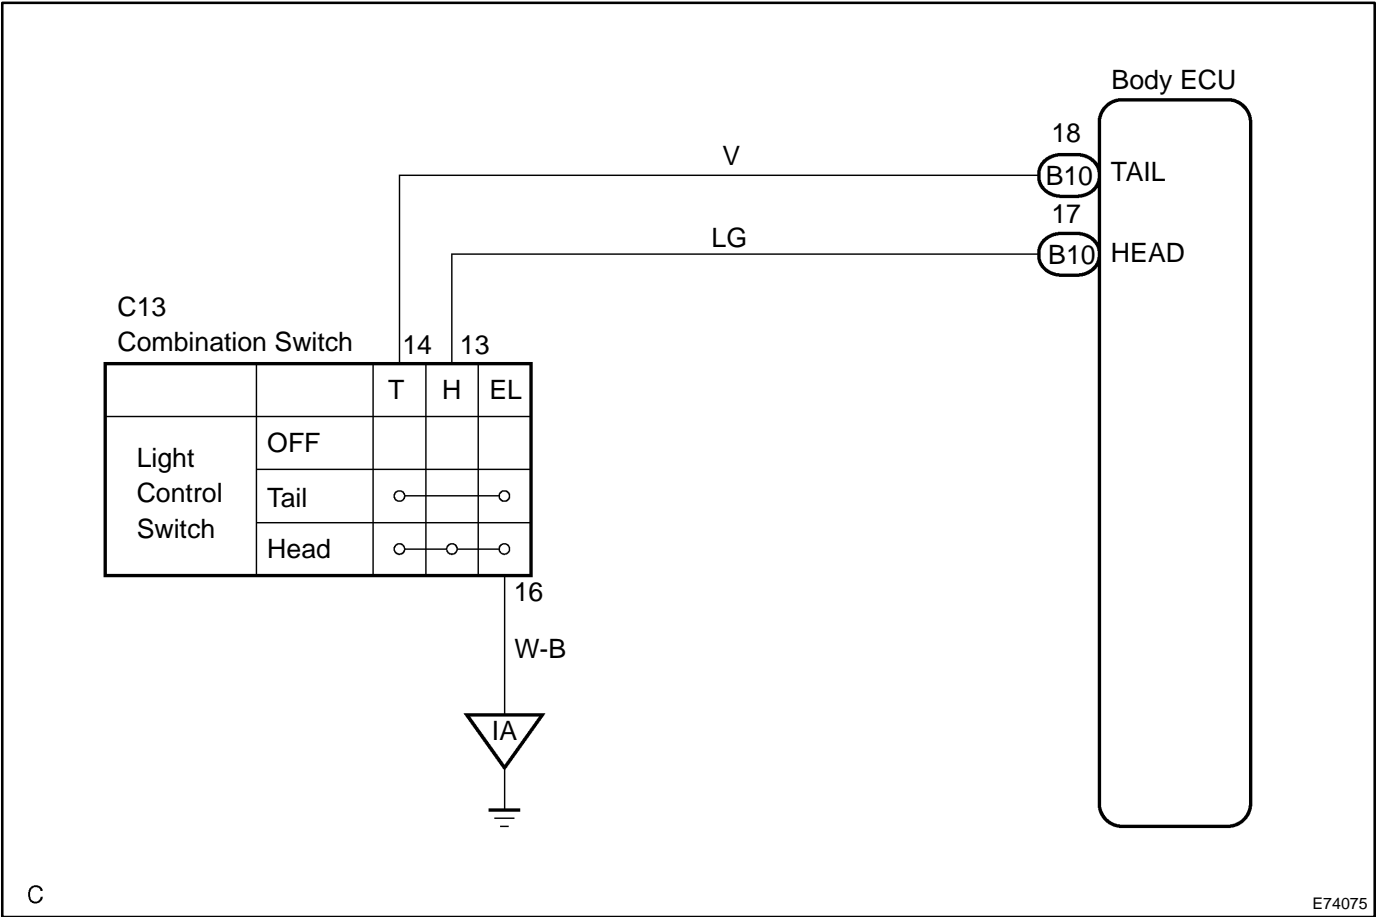 Body ECU
18
V
B10 TAIL
17
LG
B10 HEAD
C13
Combination Switch
14 13
T H EL
Light
Control
Switch
OFF
Tail
Head
16
W-B
IA
C
E74075